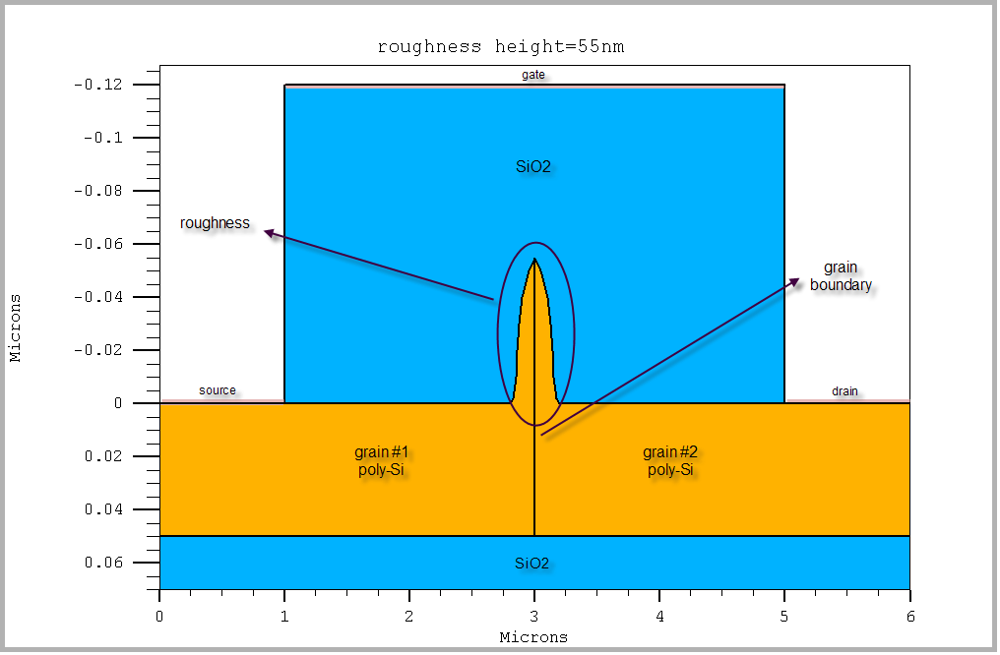 roughness height=55nm
gate
-0.12
-0.1
SiO2
-0.08
roughness
-0.06
grain
boundary
-0.04
Microns
-0.02
source
drain
0
grain #1
poly-Si
grain #2
poly-Si
0.02
0.04
SiO2
0.06
0 1 2 3 4 5 6
Microns